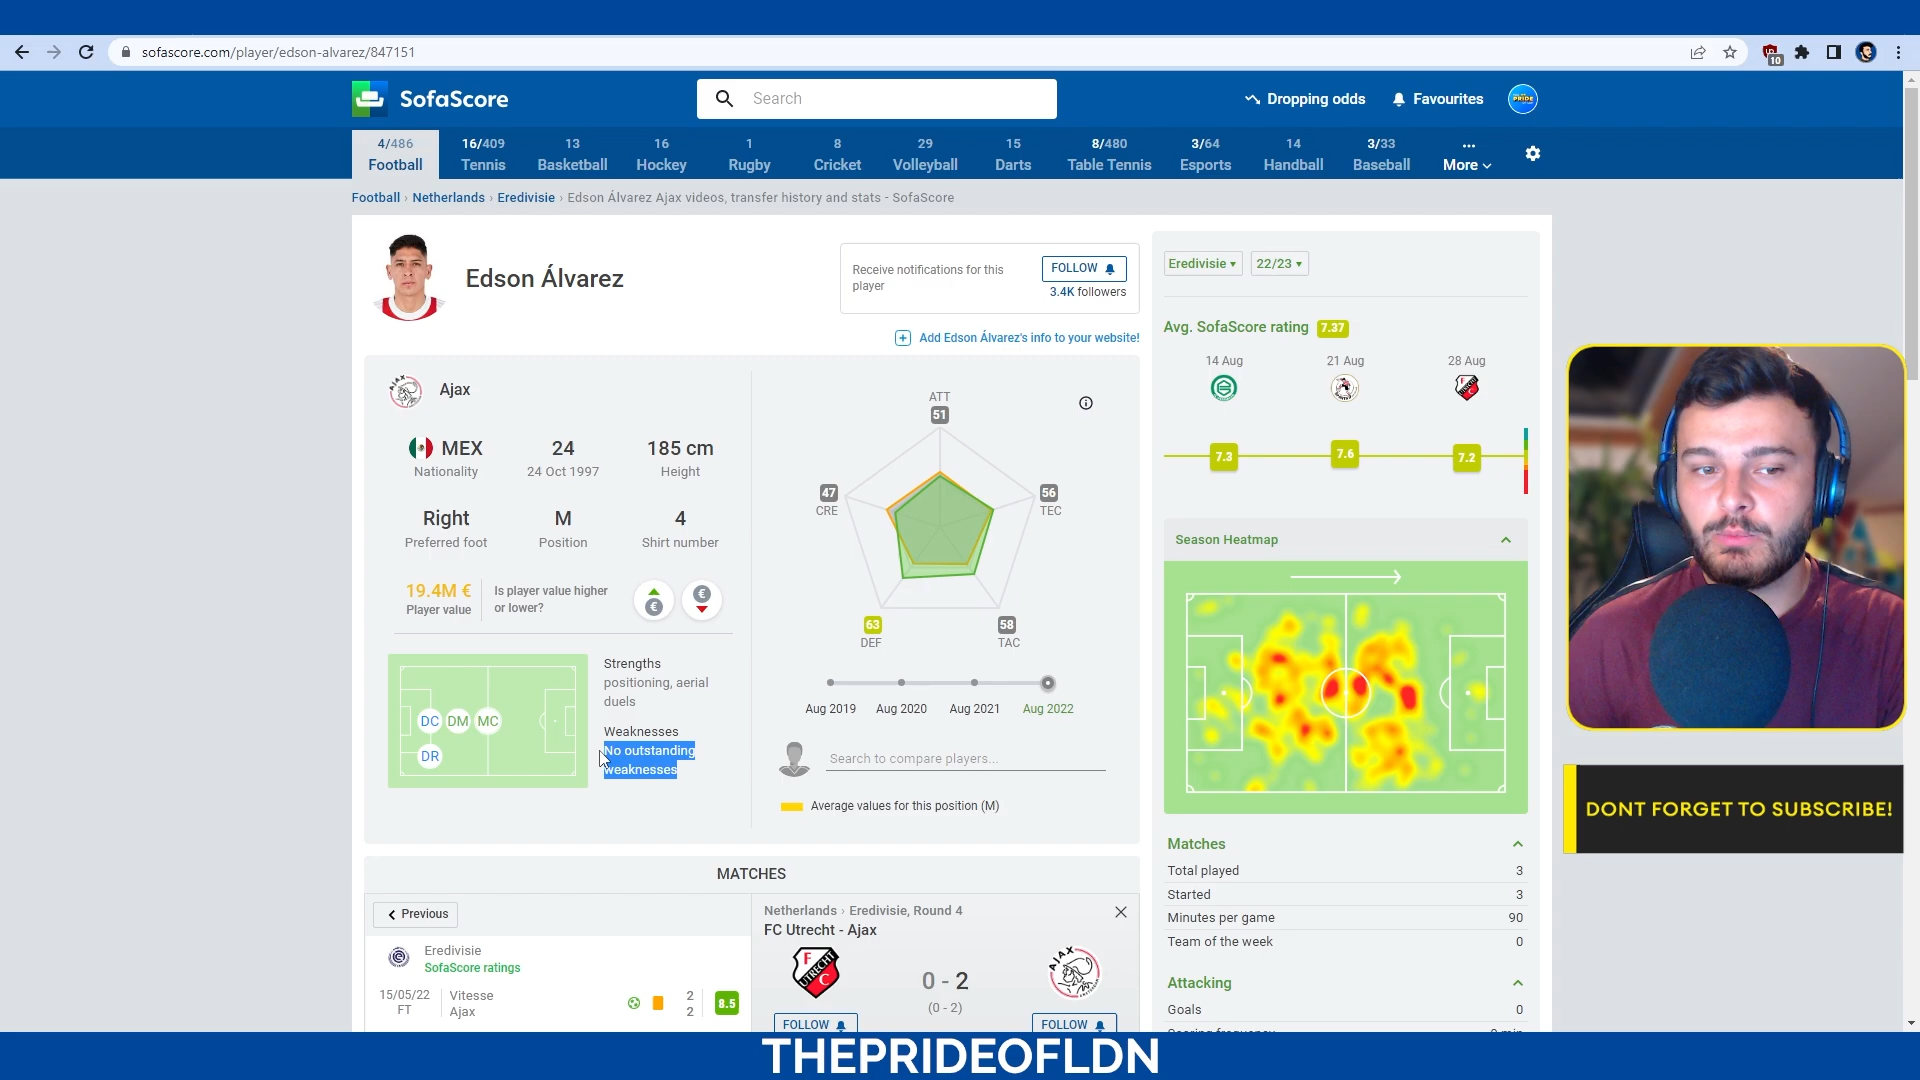 sofascore.com/player/edson-alvarez/847151
10
SofaScore
Search
Dropping odds
Favourites
PRIDE
4/486
Football
16/409
Tennis
13
Basketball
16
Hockey
1
Rugby
8
Cricket
29
Volleyball
15
Darts
8/480
Table Tennis
3/64
Esports
14
Handball
3/33
Baseball
...
More
Football › Netherlands › Eredivisie › Edson Álvarez Ajax videos, transfer history and stats - SofaScore
Edson Álvarez
Receive notifications for this
player
FOLLOW
3.4K followers
Add Edson Álvarez's info to your website!
AJAX
Ajax
MEX
Nationality
24
24 Oct 1997
185 cm
Height
Right
Preferred foot
M
Position
4
Shirt number
19.4M €
Player value
Is player value higher
or lower?
€
€
DC DM MC
DR
Strengths
positioning, aerial
duels
Weaknesses
No outstanding
weaknesses
ATT
51
47
CRE
56
TEC
63
DEF
58
TAC
Aug 2019
Aug 2020
Aug 2021
Aug 2022
Search to compare players...
Average values for this position (M)
MATCHES
Previous
Eredivisie
SofaScore ratings
15/05/22
FT
Vitesse
Ajax
2
2
8.5
Netherlands › Eredivisie, Round 4
FC Utrecht - Ajax
F
UTRECHT
C
0 - 2
(0 - 2)
AJAX
FOLLOW
FOLLOW
Eredivisie
22/23
Avg. SofaScore rating 7.37
14 Aug
21 Aug
28 Aug
7.3
7.6
7.2
Season Heatmap
Matches
Total played 3
Started 3
Minutes per game 90
Team of the week 0
Attacking
Goals 0
DONT FORGET TO SUBSCRIBE!
THEPRIDEOFLDN